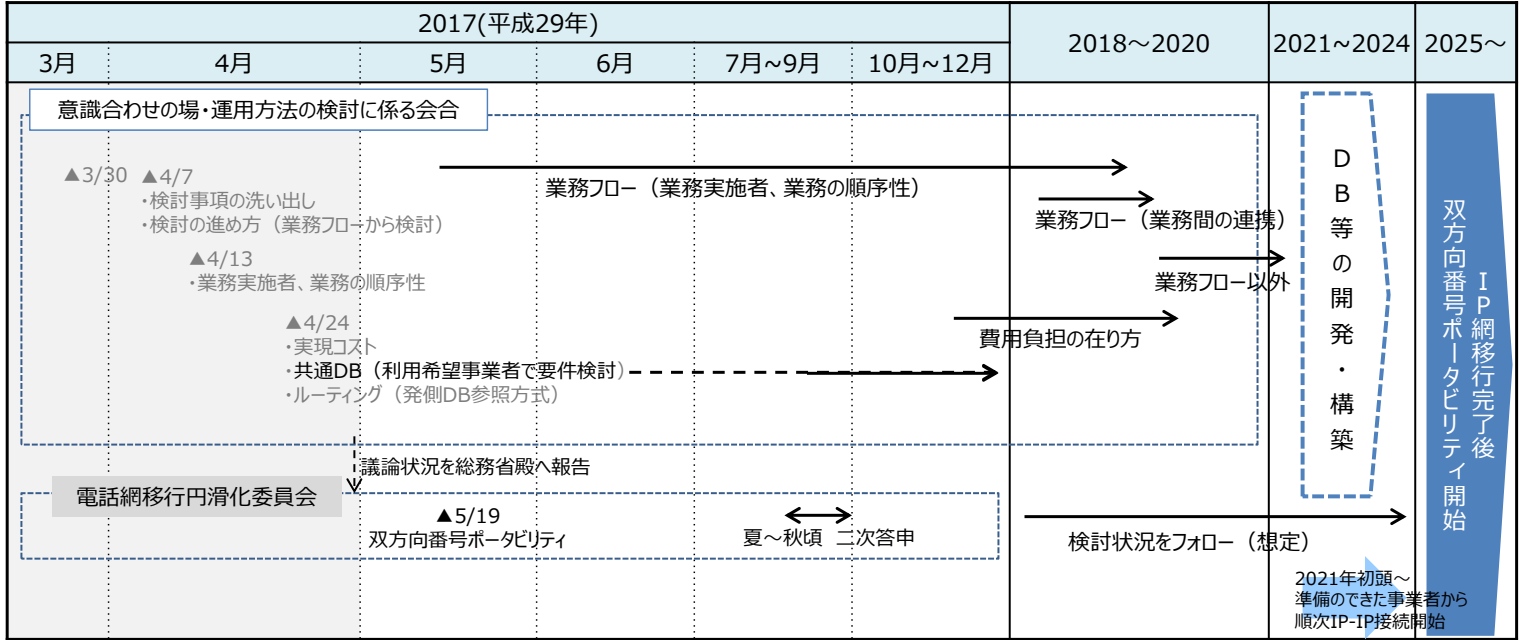 2017(平成29年)
2018～2020
2021~2024
2025～
3月
4月
5月
6月
7月~9月
10月~12月
意識合わせの場・運用方法の検討に係る会合
▲3/30
▲4/7
・検討事項の洗い出し
・検討の進め方（業務フローから検討）
▲4/13
・業務実施者、業務の順序性
▲4/24
・実現コスト
・共通DB（利用希望事業者で要件検討）
・ルーティング（発側DB参照方式）
業務フロー（業務実施者、業務の順序性）
業務フロー（業務間の連携）
業務フロー以外
費用負担の在り方
DB等の開発・構築
IP網移行完了後
双方向番号ポータビリティ開始
議論状況を総務省殿へ報告
電話網移行円滑化委員会
▲5/19
双方向番号ポータビリティ
夏～秋頃 二次答申
検討状況をフォロー（想定）
2021年初頭～
準備のできた事業者から
順次IP-IP接続開始